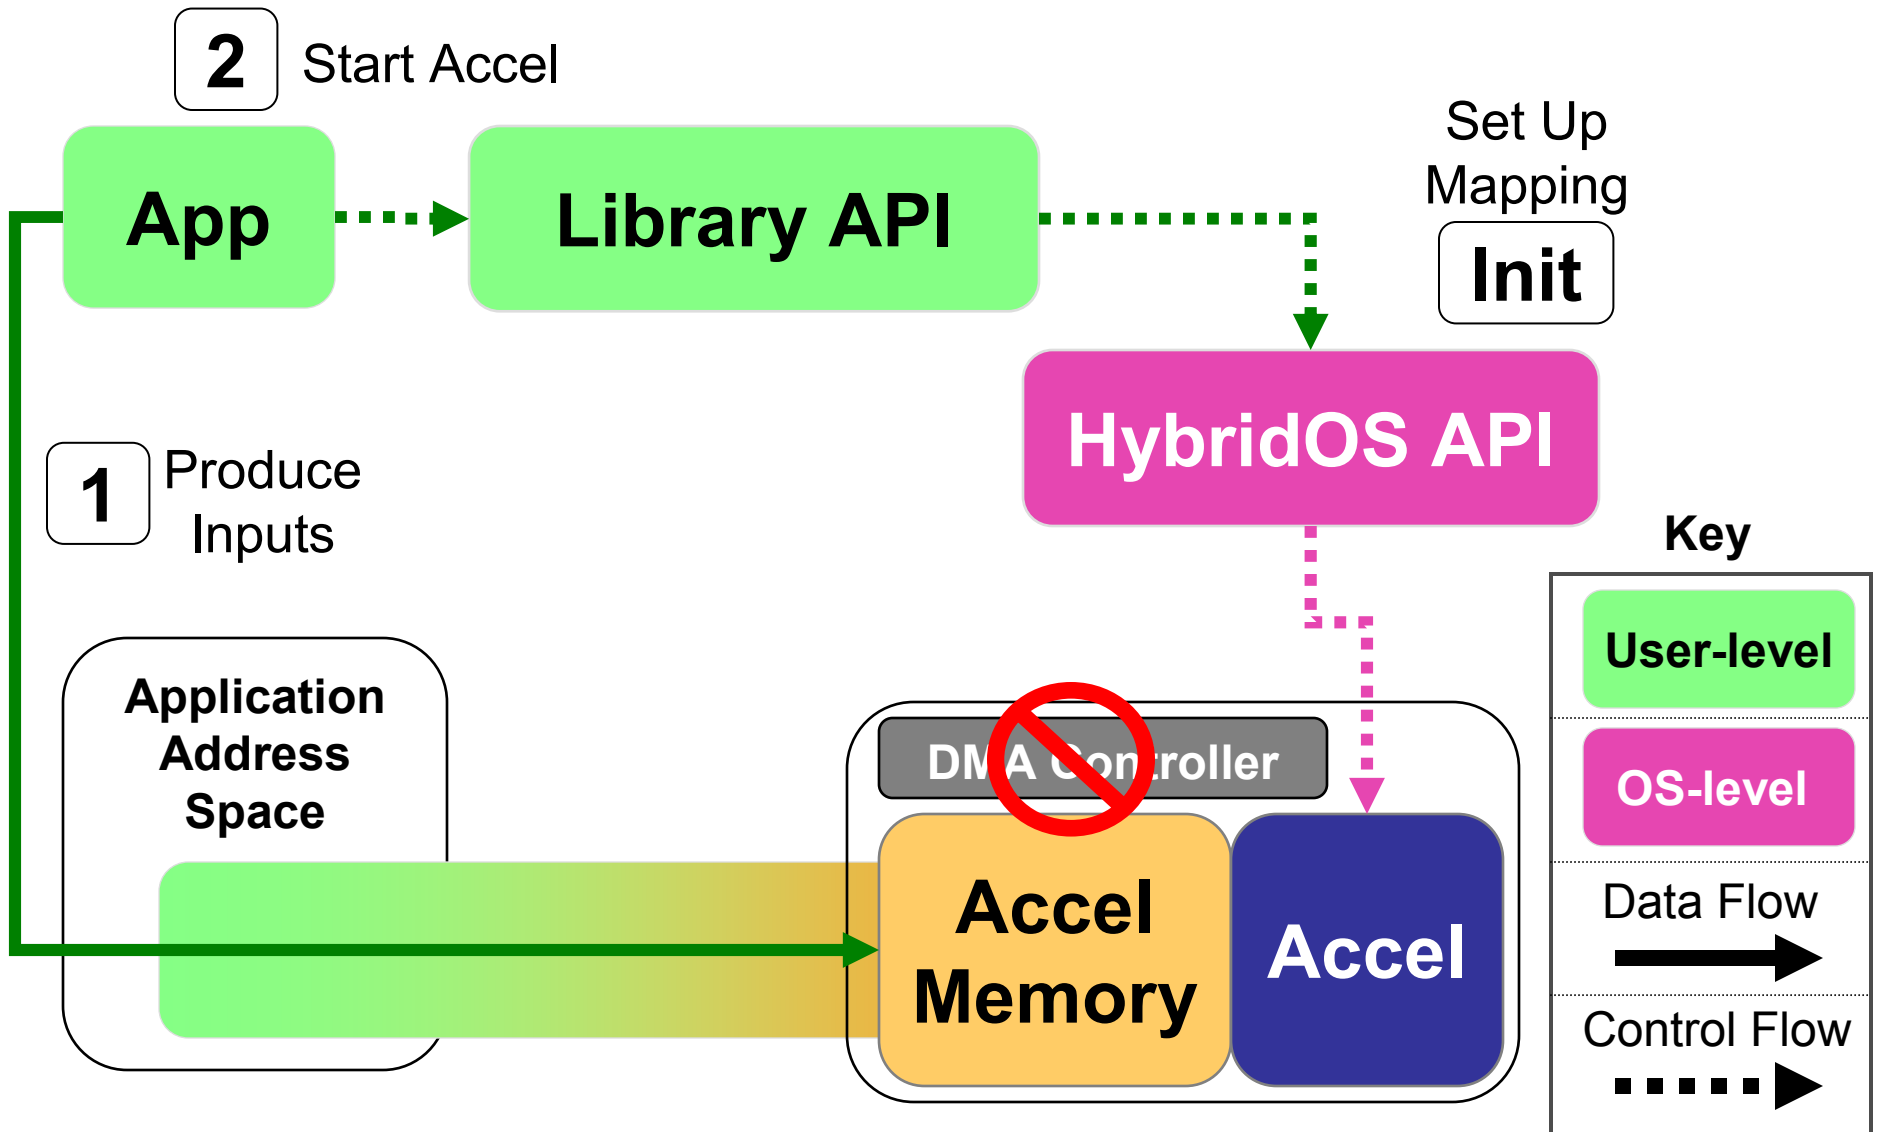 2
Start Accel
App
Library API
Set Up
Mapping
Init
HybridOS API
1
Produce
Inputs
Application
Address
Space
DMA Controller
Accel
Memory
Accel
Key
User-level
OS-level
Data Flow
Control Flow